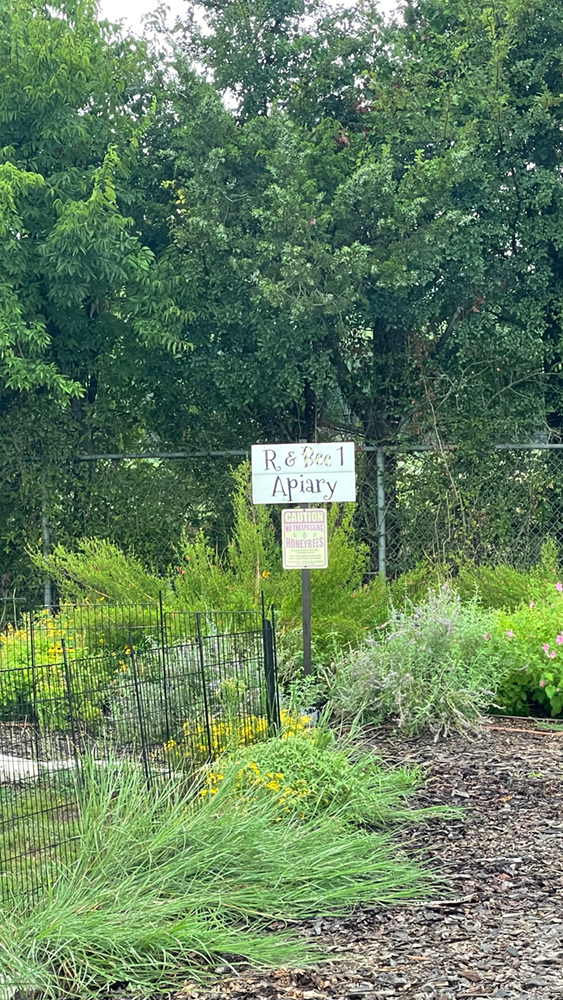 R & Bee 1
Apiary
CAUTION
NO TRESPASSING
HONEYBEES